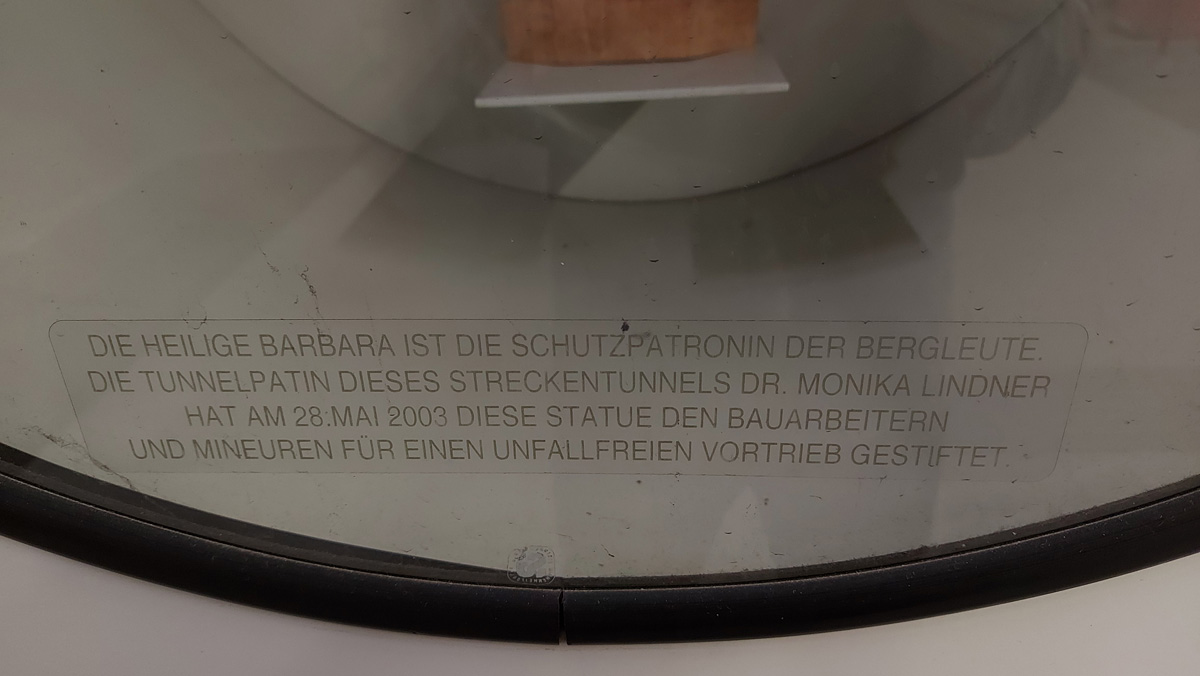 DIE HEILIGE BARBARA IST DIE SCHUTZPATRONIN DER BERGLEUTE.
DIE TUNNELPATIN DIESES STRECKENTUNNELS DR. MONIKA LINDNER
HAT AM 28.MAI 2003 DIESE STATUE DEN BAUARBEITERN
UND MINEUREN FÜR EINEN UNFALLFREIEN VORTRIEB GESTIFTET.